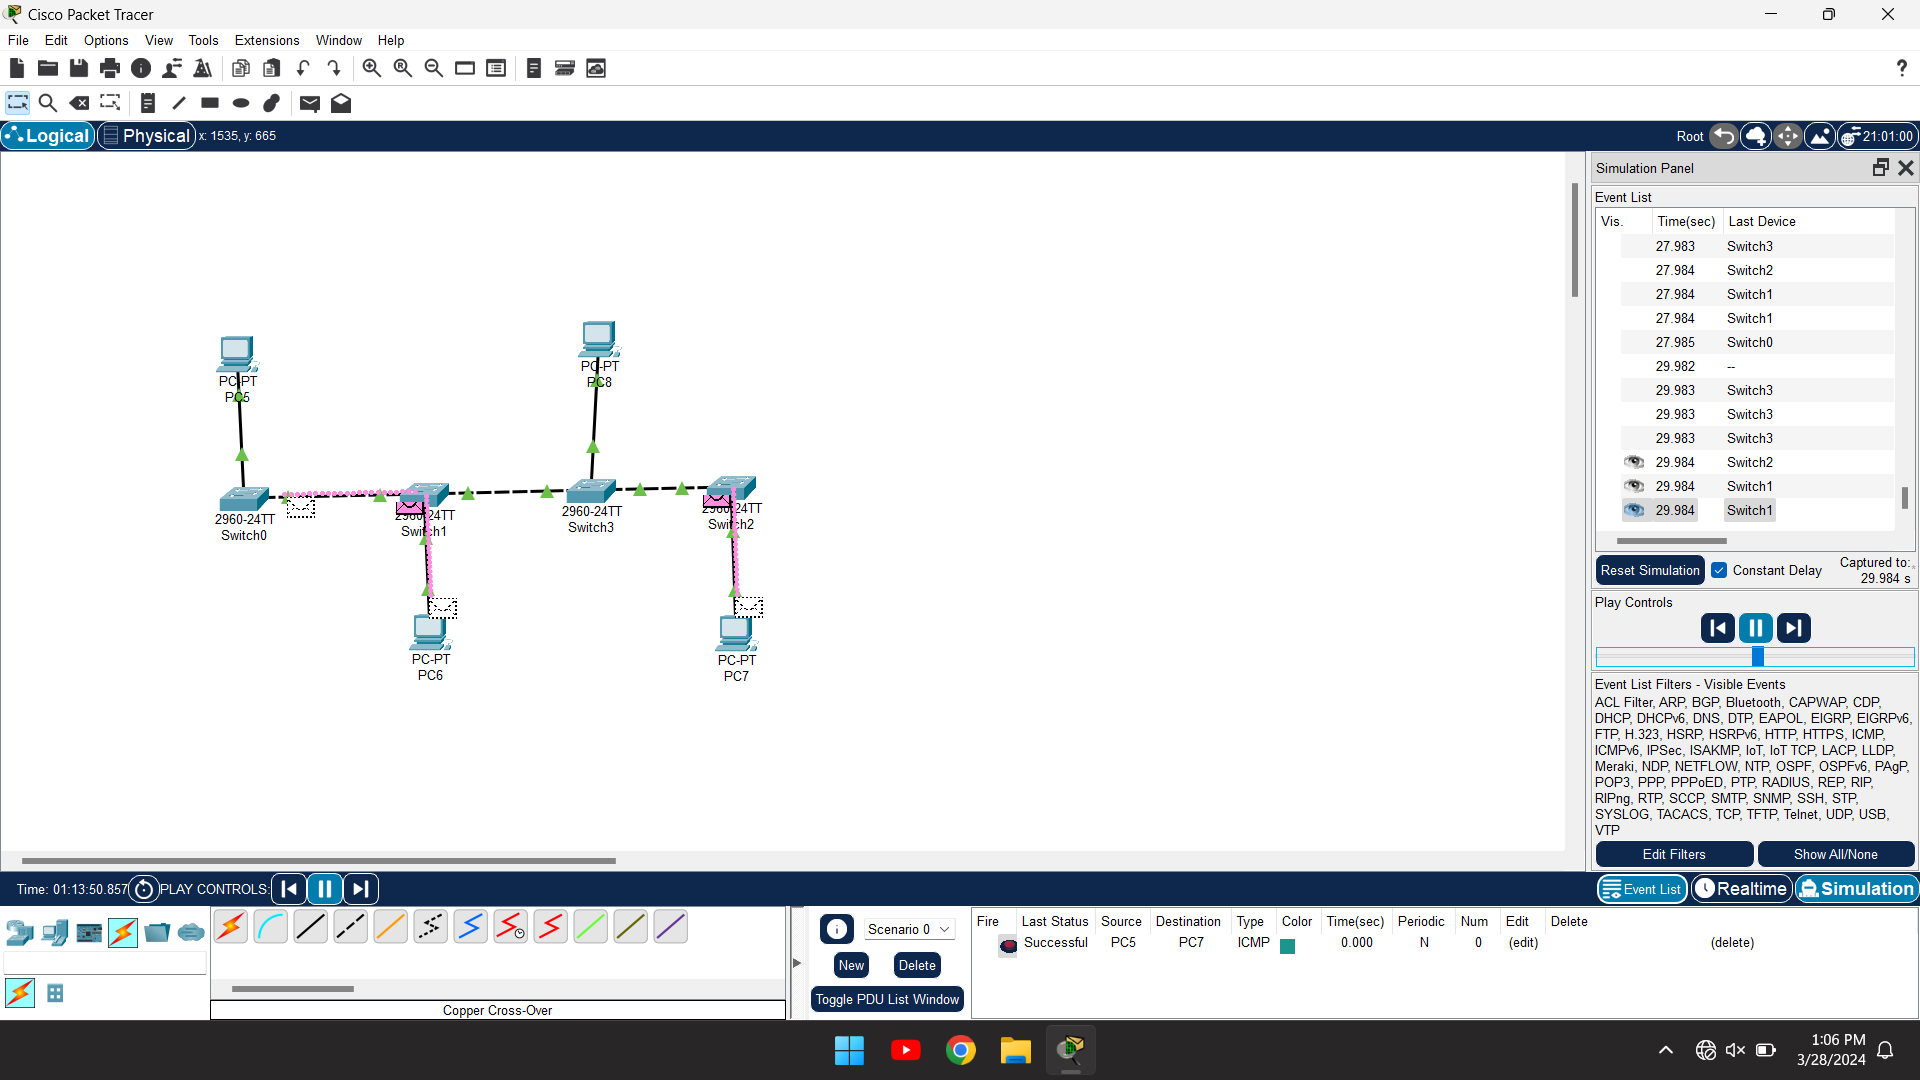 Cisco Packet Tracer
File Edit Options View Tools Extensions Window Help
?
Logical Physical x: 1535, y: 665 Root 21:01:00
Simulation Panel
Event List
Vis. Time(sec) Last Device
27.983 Switch3
27.984 Switch2
27.984 Switch1
27.984 Switch1
27.985 Switch0
29.982 --
29.983 Switch3
29.983 Switch3
29.983 Switch3
29.984 Switch2
29.984 Switch1
29.984 Switch1
Reset Simulation Constant Delay Captured to:
29.984 s
Play Controls
Event List Filters - Visible Events
ACL Filter, ARP, BGP, Bluetooth, CAPWAP, CDP,
DHCP, DHCPv6, DNS, DTP, EAPOL, EIGRP, EIGRPv6,
FTP, H.323, HSRP, HSRPv6, HTTP, HTTPS, ICMP,
ICMPv6, IPSec, ISAKMP, IoT, IoT TCP, LACP, LLDP,
Meraki, NDP, NETFLOW, NTP, OSPF, OSPFv6, PAgP,
POP3, PPP, PPPoED, PTP, RADIUS, REP, RIP,
RIPng, RTP, SCCP, SMTP, SNMP, SSH, STP,
SYSLOG, TACACS, TCP, TFTP, Telnet, UDP, USB,
VTP
Edit Filters Show All/None
PC-PT
PC5
PC-PT
PC8
2960-24TT
Switch0
2960-24TT
Switch1
2960-24TT
Switch3
2960-24TT
Switch2
PC-PT
PC6
PC-PT
PC7
Time: 01:13:50.857 PLAY CONTROLS: Event List Realtime Simulation
Scenario 0
New Delete
Toggle PDU List Window
Fire Last Status Source Destination Type Color Time(sec) Periodic Num Edit Delete
Successful PC5 PC7 ICMP 0.000 N 0 (edit) (delete)
Copper Cross-Over
1:06 PM
3/28/2024